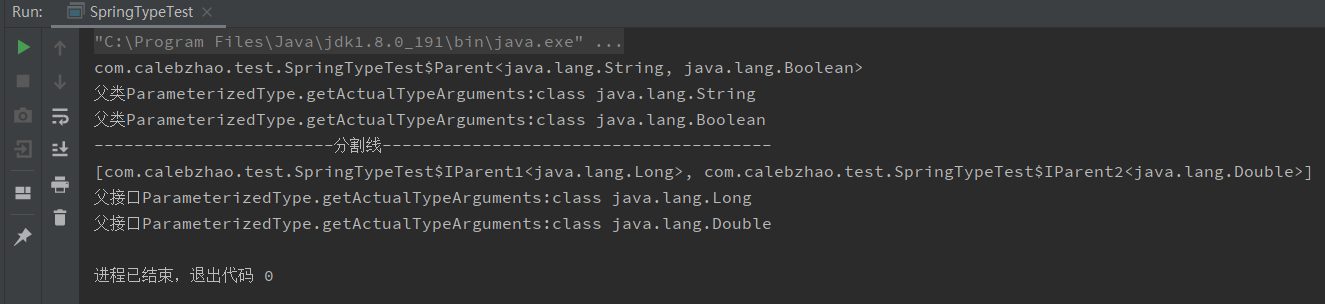 Run: SpringTypeTest ×
"C:\Program Files\Java\jdk1.8.0_191\bin\java.exe" ...
com.calebzhao.test.SpringTypeTest$Parent<java.lang.String, java.lang.Boolean>
父类ParameterizedType.getActualTypeArguments:class java.lang.String
父类ParameterizedType.getActualTypeArguments:class java.lang.Boolean
------------------------分割线---------------------------------------
[com.calebzhao.test.SpringTypeTest$IParent1<java.lang.Long>, com.calebzhao.test.SpringTypeTest$IParent2<java.lang.Double>]
父接口ParameterizedType.getActualTypeArguments:class java.lang.Long
父接口ParameterizedType.getActualTypeArguments:class java.lang.Double
进程已结束，退出代码 0